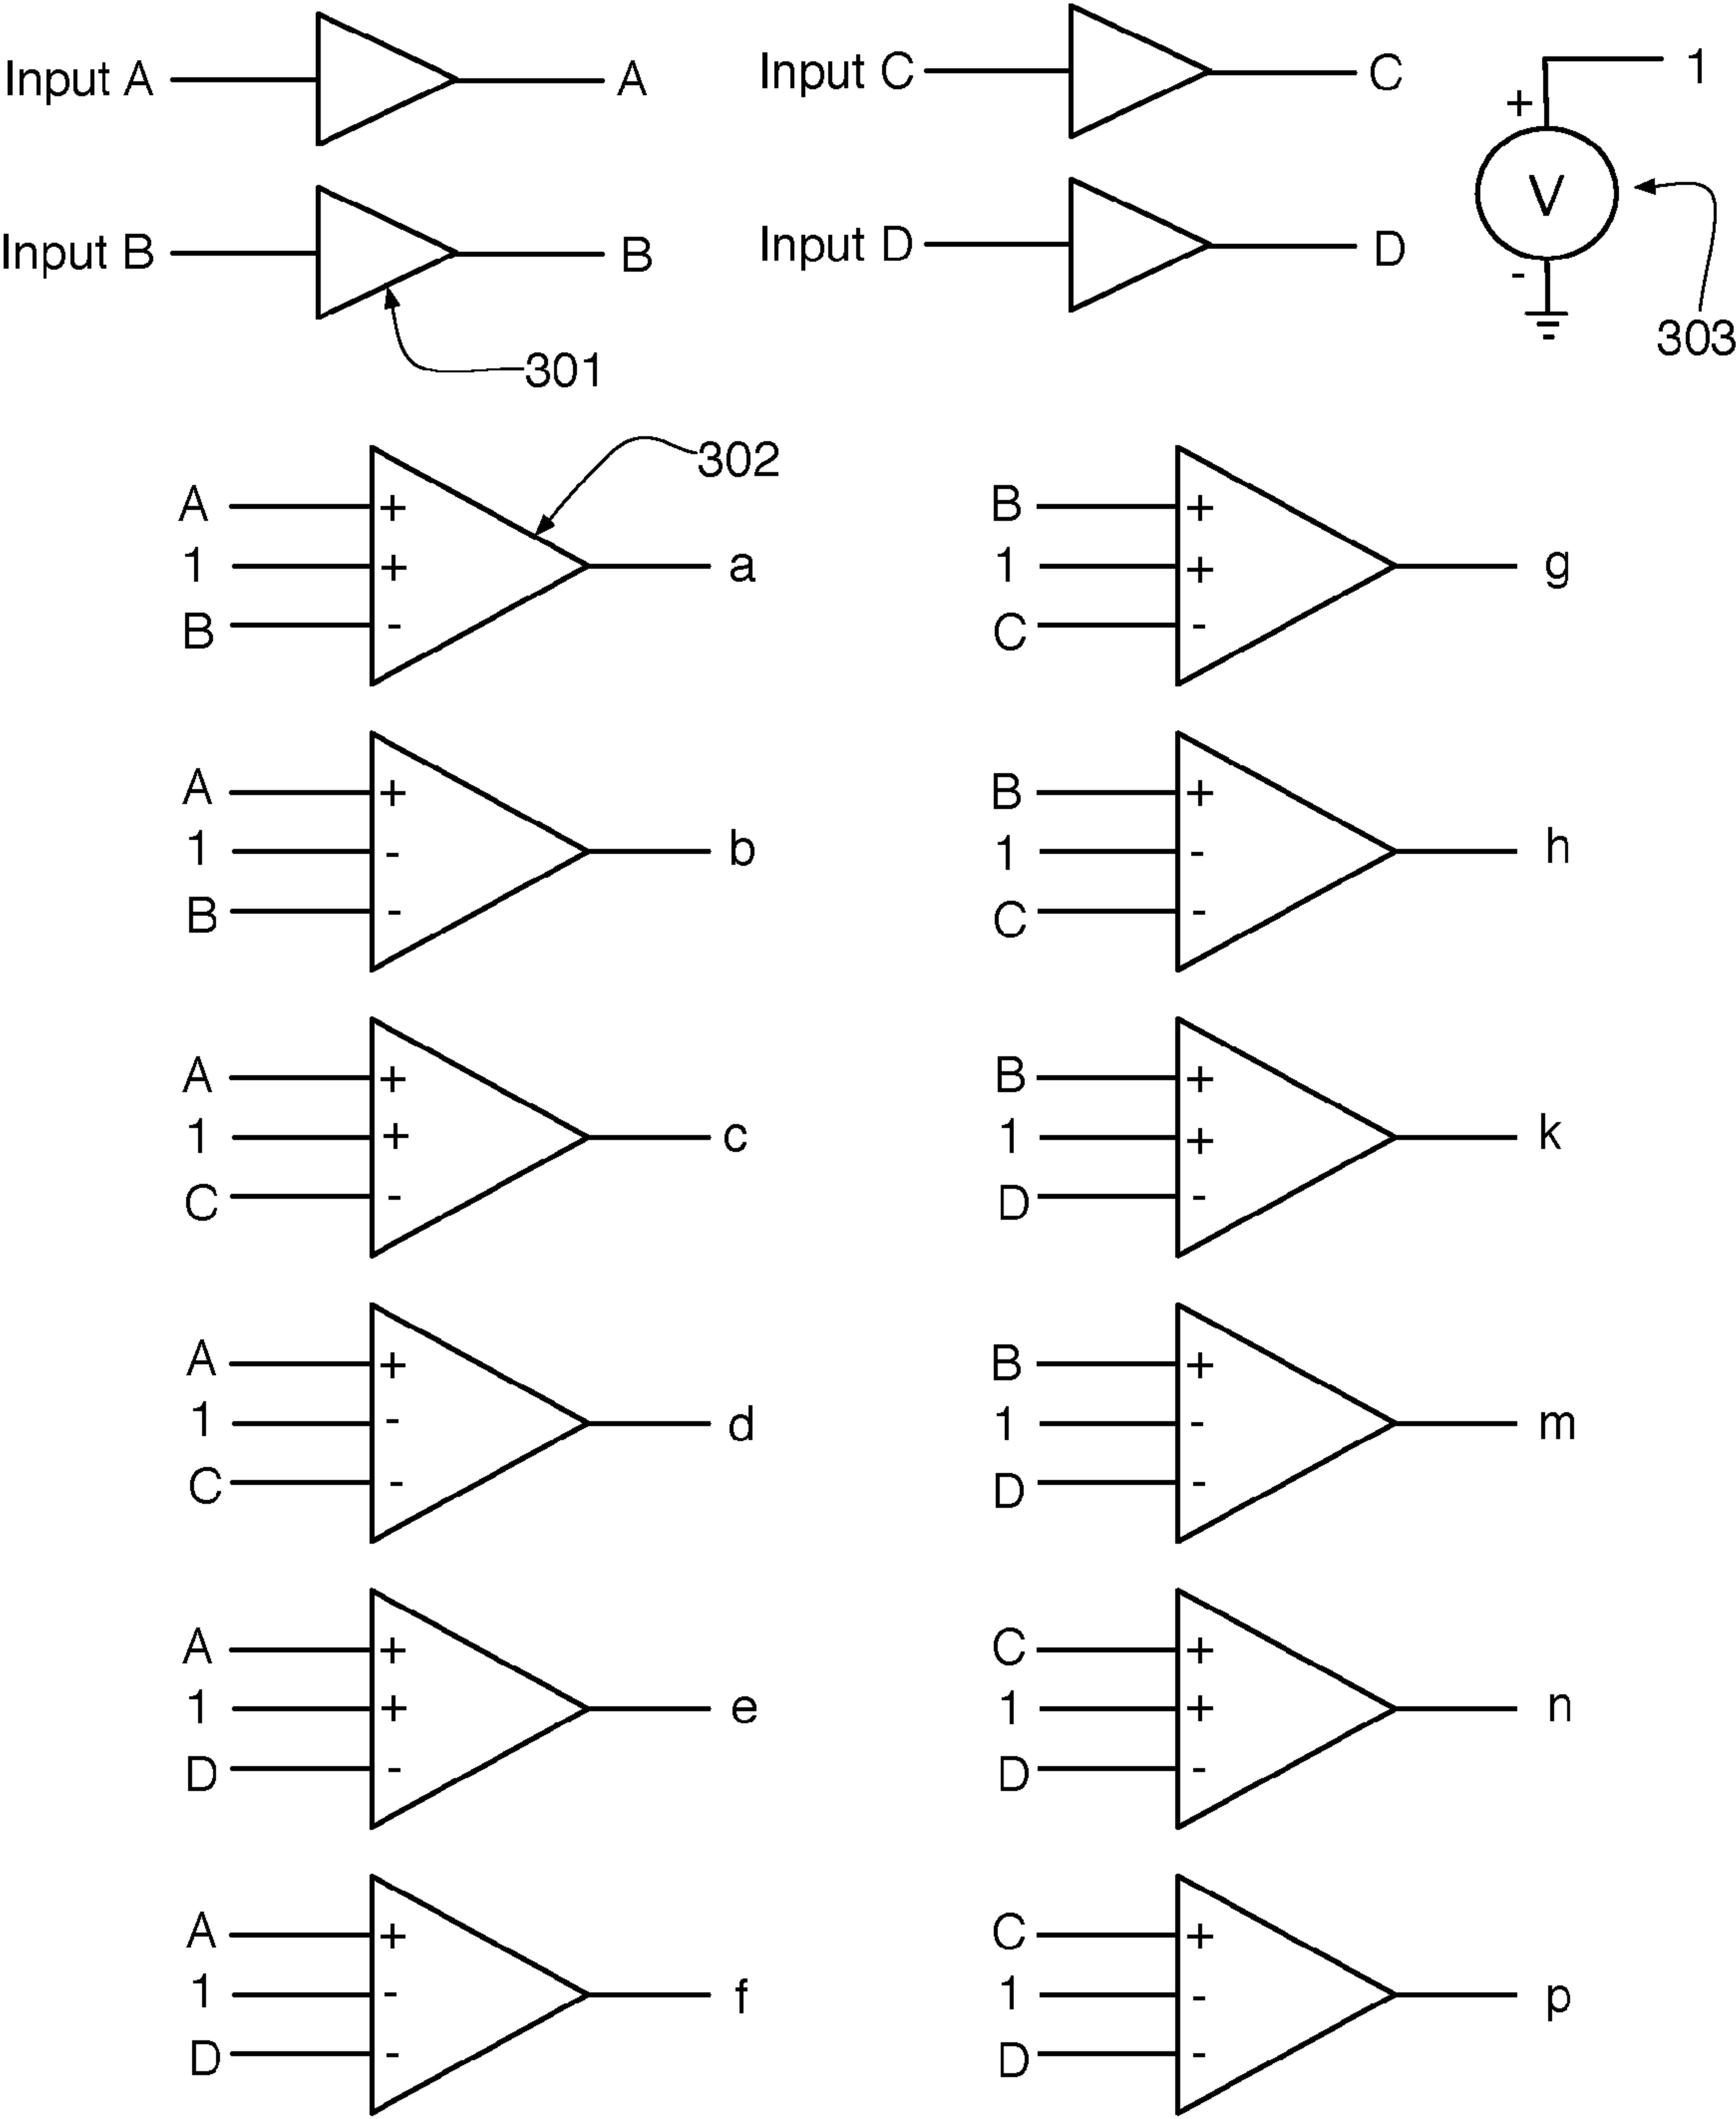 Input A A Input C C 1
+
V
Input B B Input D D
-
301 303
302
A + B +
1 + a 1 + g
B - C -
A + B +
1 - b 1 - h
B - C -
A + B +
1 + c 1 + k
C - D -
A + B +
1 - d 1 - m
C - D -
A + C +
1 + e 1 + n
D - D -
A + C +
1 - f 1 - p
D - D -